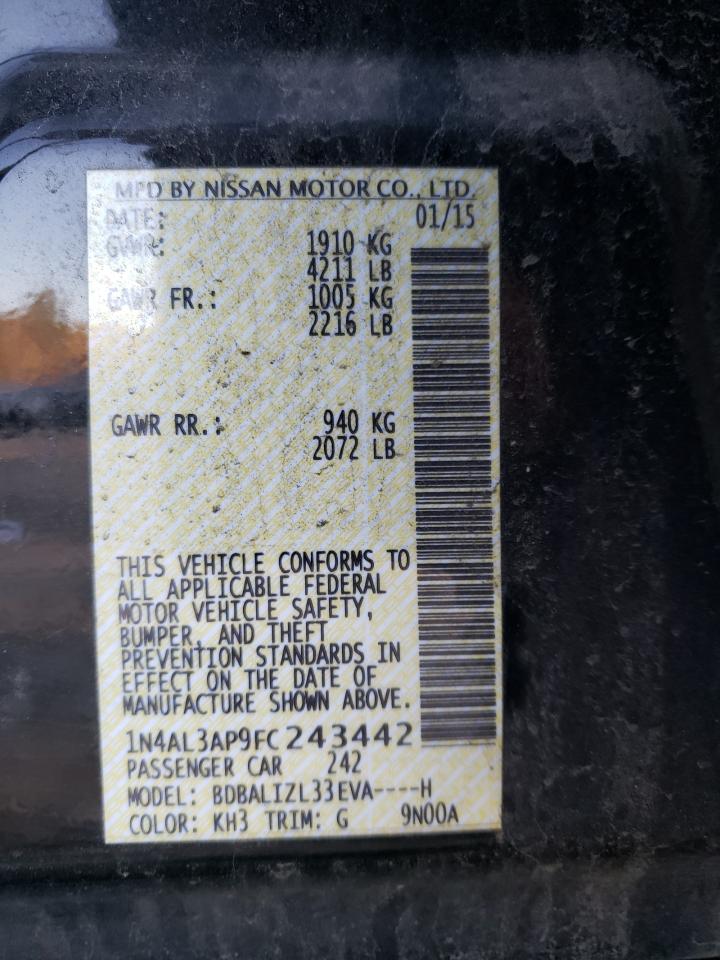 MFD BY NISSAN MOTOR CO., LTD.
DATE: 01/15
GVWR: 1910 KG
4211 LB
GAWR FR.: 1005 KG
2216 LB
GAWR RR.: 940 KG
2072 LB
THIS VEHICLE CONFORMS TO
ALL APPLICABLE FEDERAL
MOTOR VEHICLE SAFETY,
BUMPER, AND THEFT
PREVENTION STANDARDS IN
EFFECT ON THE DATE OF
MANUFACTURE SHOWN ABOVE.
1N4AL3AP9FC243442
PASSENGER CAR 242
MODEL: BDBALIZL33EVA----H
COLOR: KH3 TRIM: G 9N00A